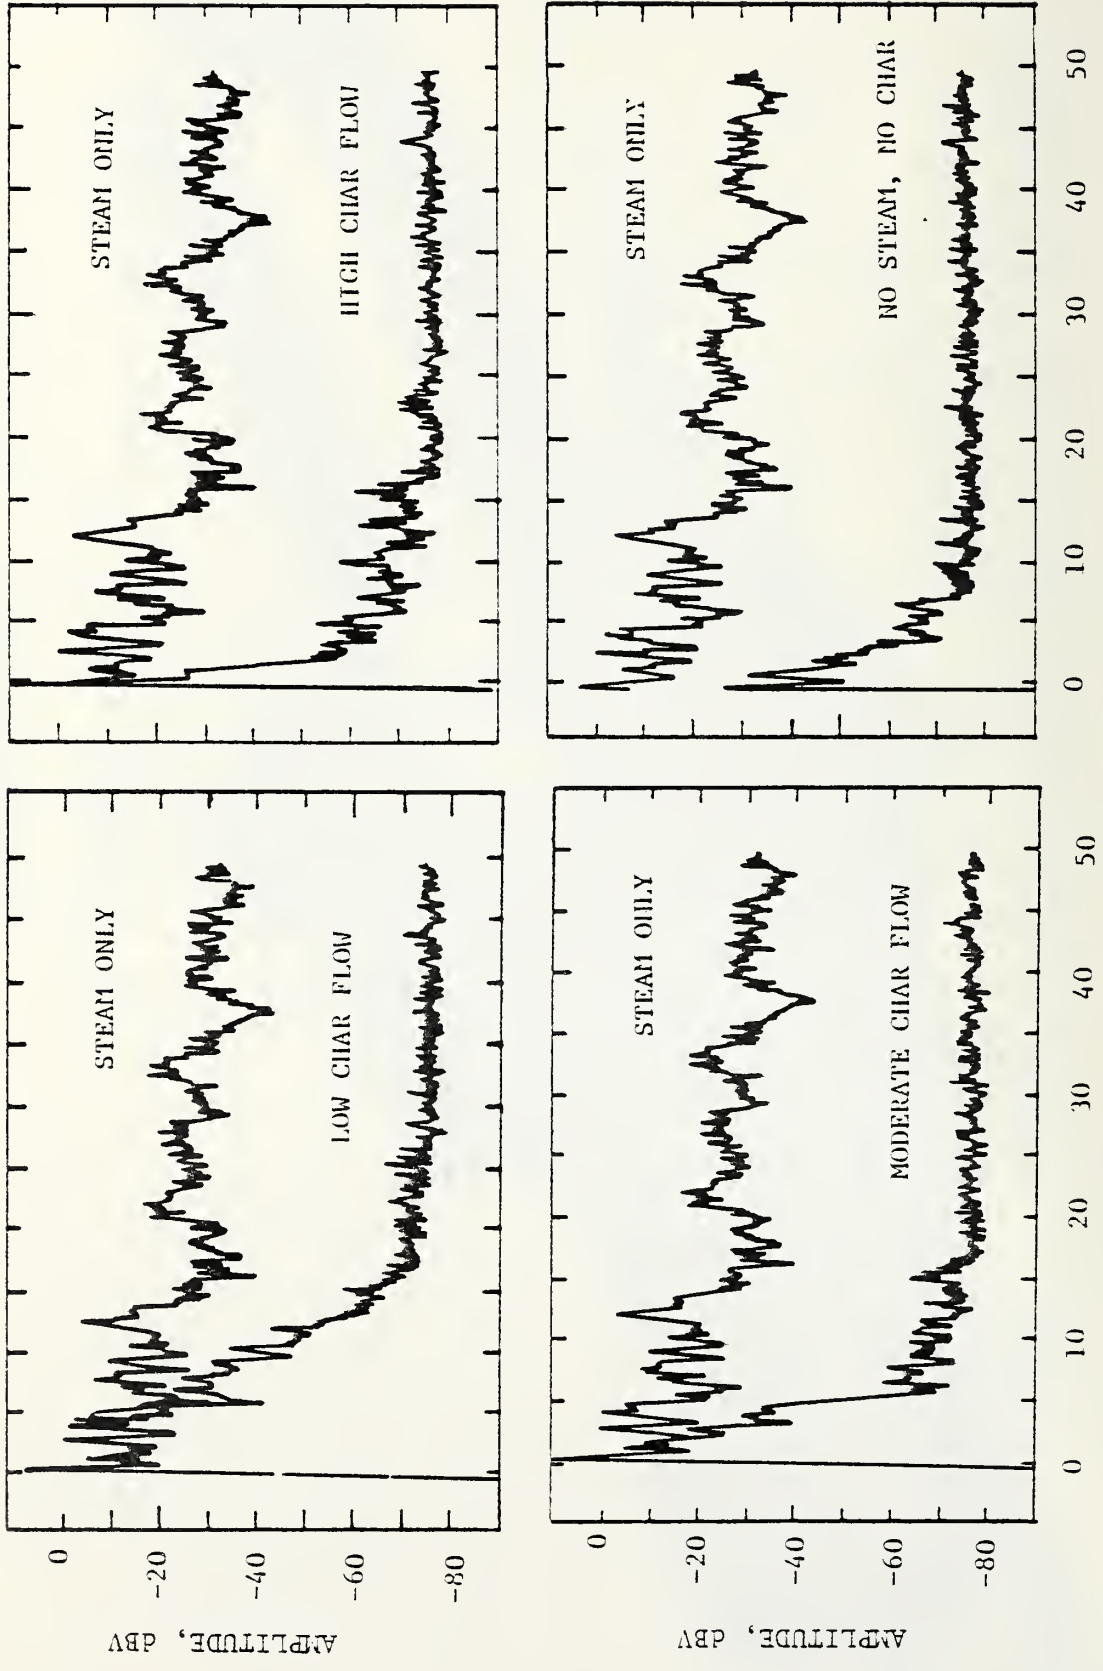 AMPLITUDE, dBV
0
-20
-40
-60
-80
STEAM ONLY
LOW CHAR FLOW
STEAM ONLY
HIGH CHAR FLOW
AMPLITUDE, dBV
0
-20
-40
-60
-80
STEAM ONLY
MODERATE CHAR FLOW
STEAM ONLY
NO STEAM, NO CHAR
0 10 20 30 40 50
0 10 20 30 40 50